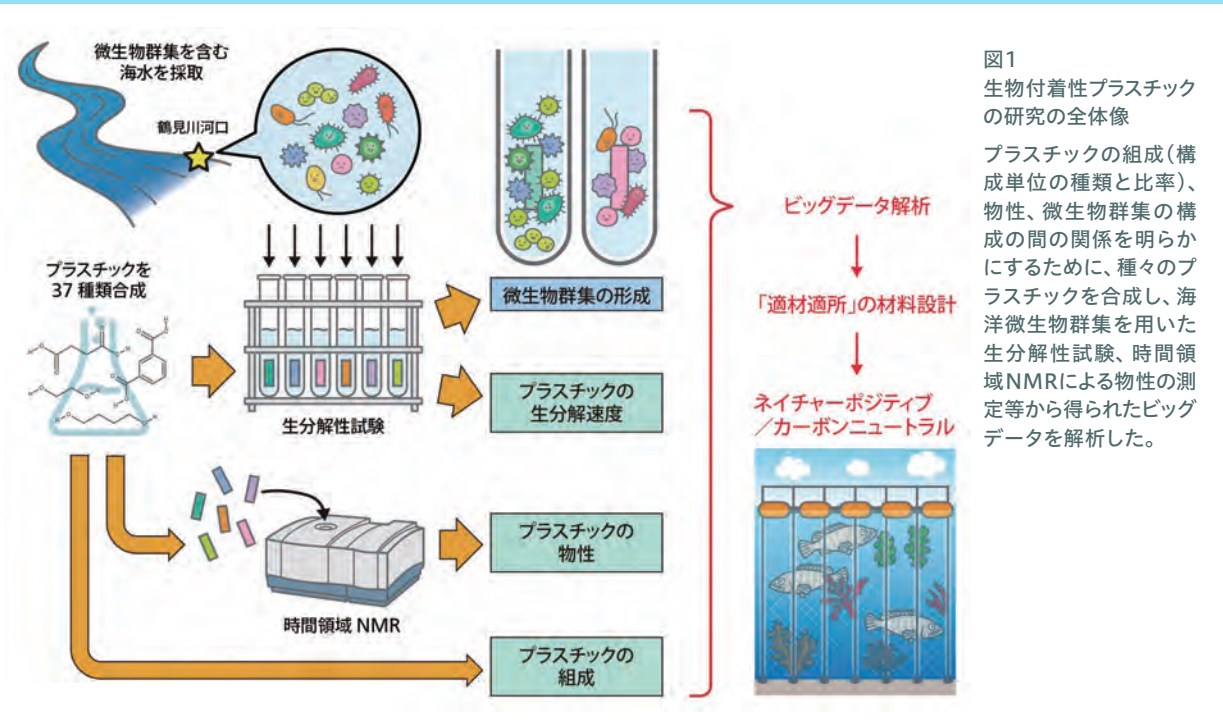 微生物群集を含む
海水を採取
鶴見川河口
プラスチックを
37種類合成
生分解性試験
微生物群集の形成
プラスチックの
生分解速度
時間領域 NMR
プラスチックの
物性
プラスチックの
組成
ビッグデータ解析
「適材適所」の材料設計
ネイチャーポジティブ
／カーボンニュートラル
図1
生物付着性プラスチック
の研究の全体像
プラスチックの組成（構
成単位の種類と比率）、
物性、微生物群集の構
成の間の関係を明らか
にするために、種々のプ
ラスチックを合成し、海
洋微生物群集を用いた
生分解性試験、時間領
域NMRによる物性の測
定等から得られたビッグ
データを解析した。